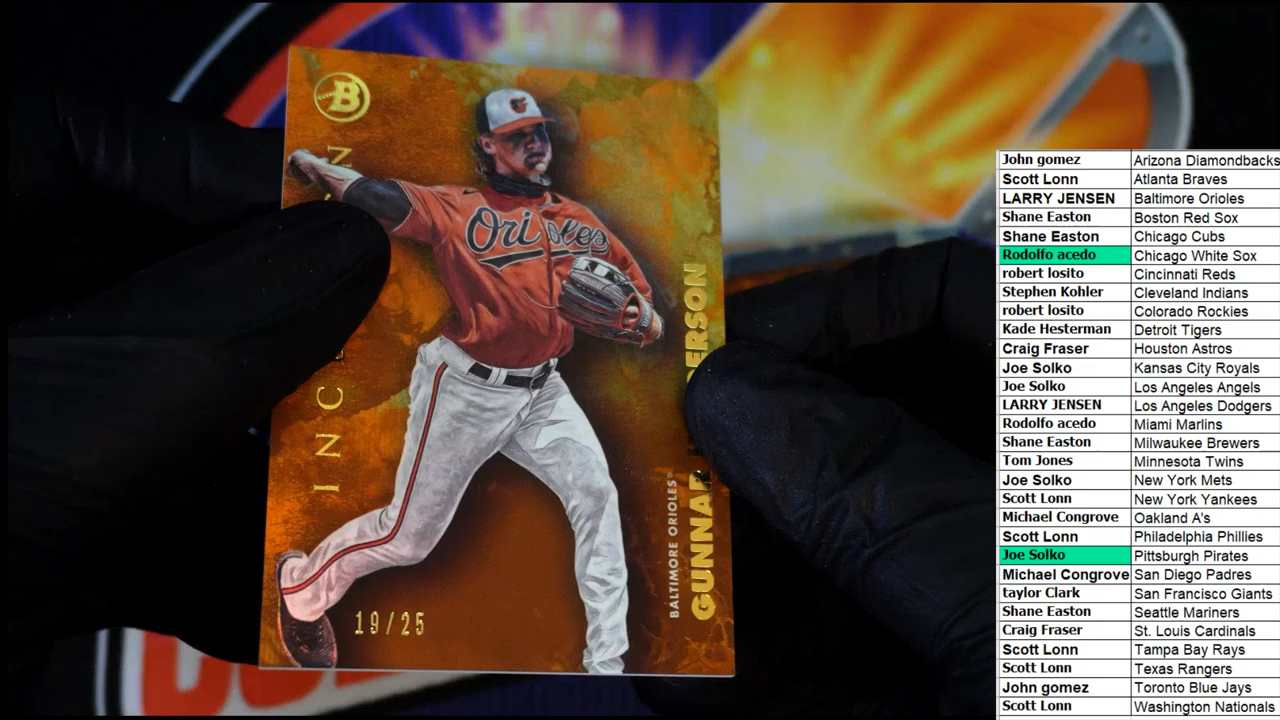 B
INC
N
Orioles
GUNNAR
ERSON
BALTIMORE ORIOLES
19/25
John gomez Arizona Diamondbacks
Scott Lonn Atlanta Braves
LARRY JENSEN Baltimore Orioles
Shane Easton Boston Red Sox
Shane Easton Chicago Cubs
Rodolfo acedo Chicago White Sox
robert losito Cincinnati Reds
Stephen Kohler Cleveland Indians
robert losito Colorado Rockies
Kade Hesterman Detroit Tigers
Craig Fraser Houston Astros
Joe Solko Kansas City Royals
Joe Solko Los Angeles Angels
LARRY JENSEN Los Angeles Dodgers
Rodolfo acedo Miami Marlins
Shane Easton Milwaukee Brewers
Tom Jones Minnesota Twins
Joe Solko New York Mets
Scott Lonn New York Yankees
Michael Congrove Oakland A's
Scott Lonn Philadelphia Phillies
Joe Solko Pittsburgh Pirates
Michael Congrove San Diego Padres
taylor Clark San Francisco Giants
Shane Easton Seattle Mariners
Craig Fraser St. Louis Cardinals
Scott Lonn Tampa Bay Rays
Scott Lonn Texas Rangers
John gomez Toronto Blue Jays
Scott Lonn Washington Nationals